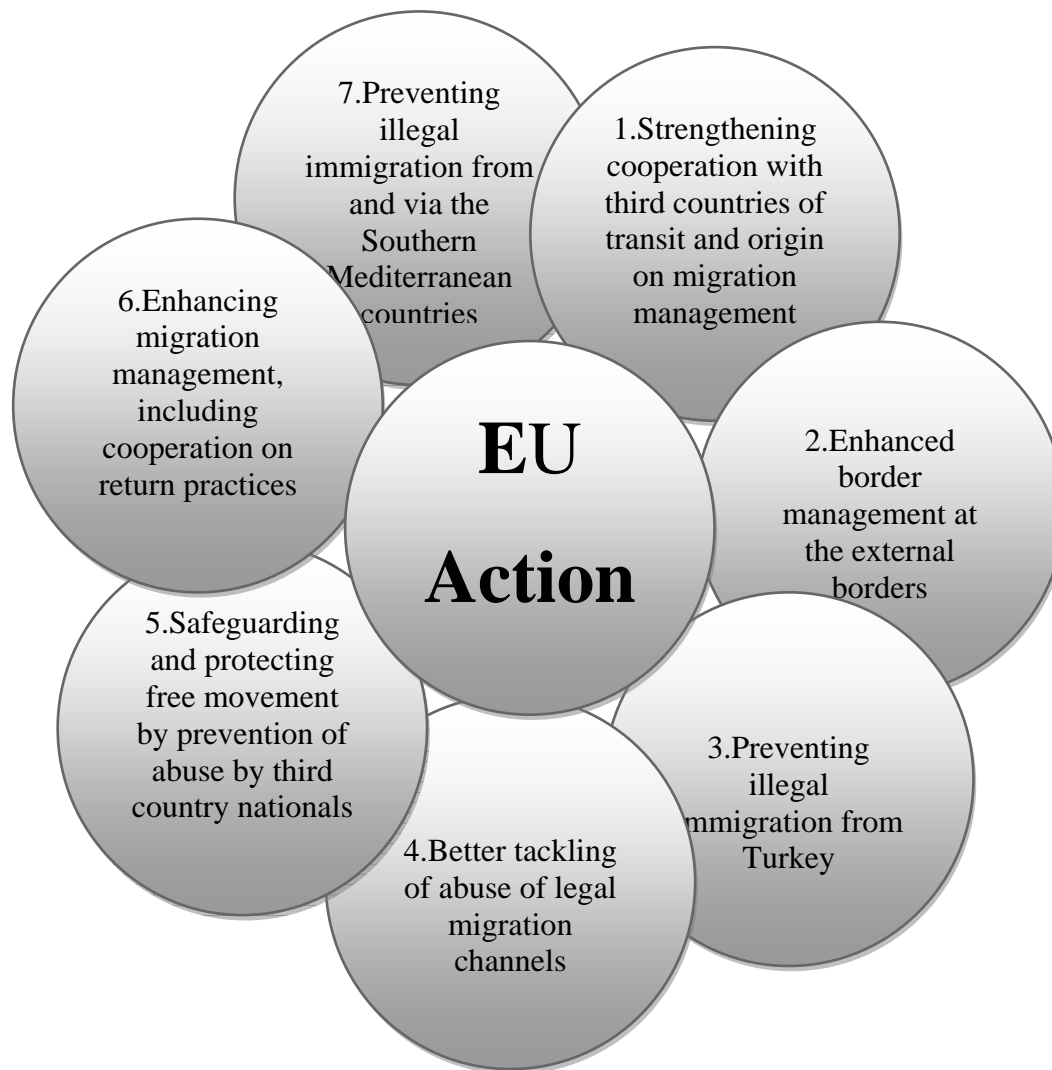 EU
Action
1.Strengthening
cooperation with
third countries of
transit and origin
on migration
management
2.Enhanced
border
management at
the external
borders
3.Preventing
illegal
mmigration from
Turkey
4.Better tackling
of abuse of legal
migration
channels
5.Safeguarding
and protecting
free movement
by prevention of
abuse by third
country nationals
6.Enhancing
migration
management,
including
cooperation on
return practices
7.Preventing
illegal
immigration from
and via the
Southern
Mediterranean
countries